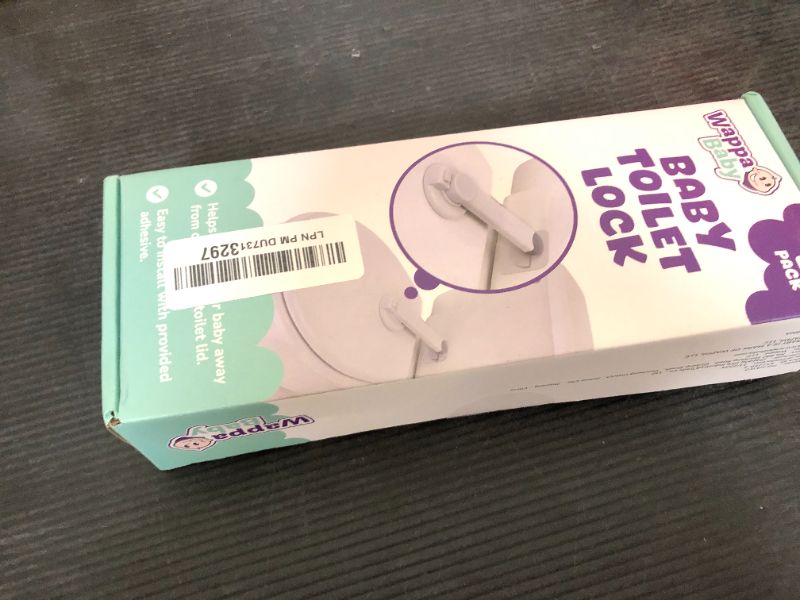 Wappa
Baby
BABY
TOILET
LOCK
PACK
Helps
from
r baby away
toilet lid.
Easy to install with provided
adhesive.
LPN PM DU7313297
Wappa
Baby